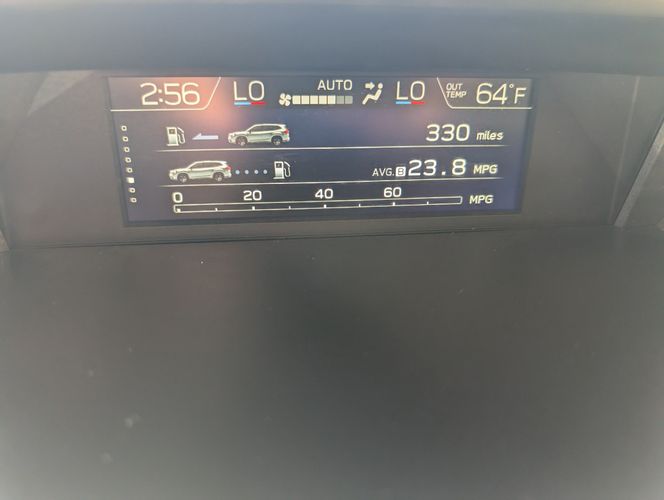 2:56 LO AUTO LO OUT TEMP 64°F
330 miles
AVG. B 23.8 MPG
0 20 40 60 MPG